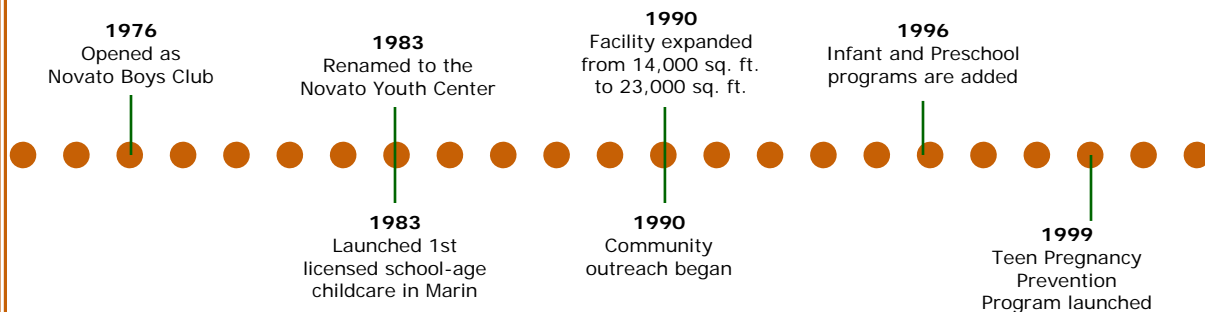 1976
Opened as
Novato Boys Club
1983
Renamed to the
Novato Youth Center
1990
Facility expanded
from 14,000 sq. ft.
to 23,000 sq. ft.
1996
Infant and Preschool
programs are added
1983
Launched 1st
licensed school-age
childcare in Marin
1990
Community
outreach began
1999
Teen Pregnancy
Prevention
Program launched